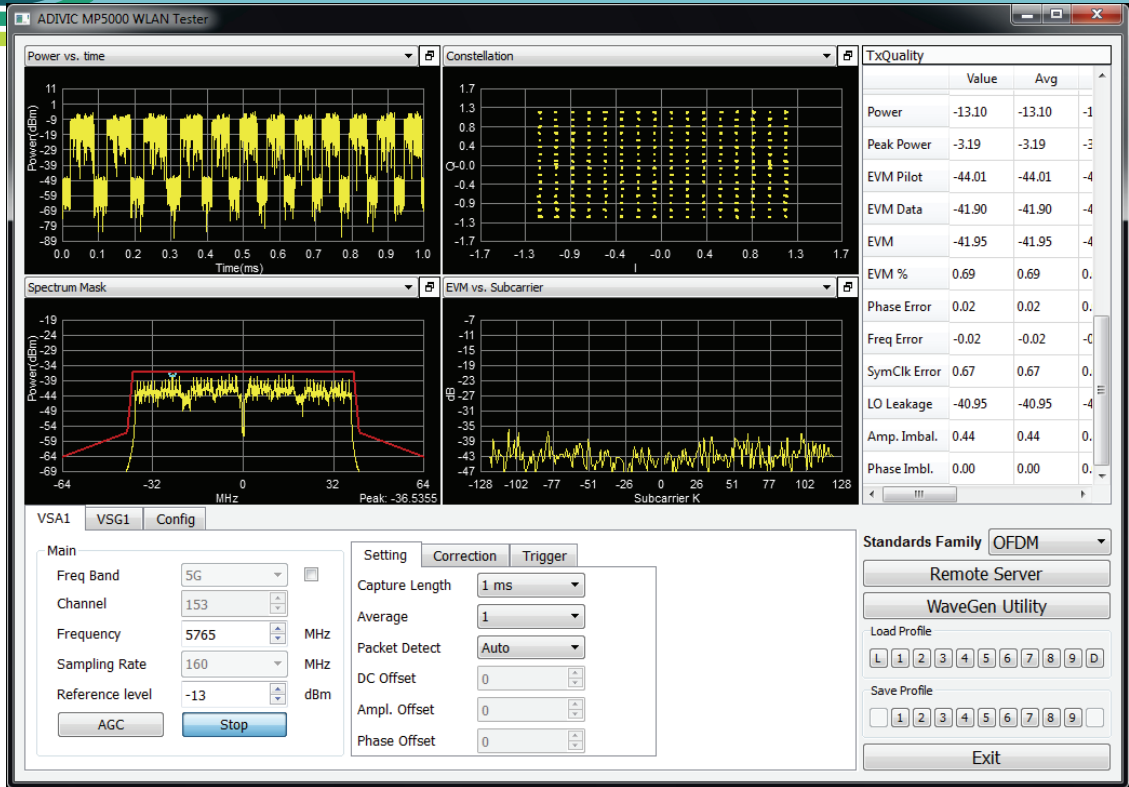 ADIVIC MP5000 WLAN Tester
Power vs. time
11
1
-9
-19
-29
-39
-49
-59
-69
-79
-89
Power(dBm)
0.0 0.1 0.2 0.3 0.4 0.5 0.6 0.7 0.8 0.9 1.0
Time(ms)
Constellation
1.7
1.3
0.8
0.4
-0.0
-0.4
-0.9
-1.3
-1.7
Q
-1.7 -1.3 -0.9 -0.4 -0.0 0.4 0.8 1.3 1.7
I
Spectrum Mask
-19
-24
-29
-34
-39
-44
-49
-54
-59
-64
-69
Power(dBm)
-64 -32 0 32 64
MHz
Peak: -36.5355
EVM vs. Subcarrier
-7
-11
-15
-19
-23
-27
-31
-35
-39
-43
-47
dB
-128 -102 -77 -51 -26 0 26 51 77 102 128
Subcarrier K
TxQuality
Value Avg
Power -13.10 -13.10 -1
Peak Power -3.19 -3.19
EVM Pilot -44.01 -44.01 -4
EVM Data -41.90 -41.90 -4
EVM -41.95 -41.95 -4
EVM % 0.69 0.69 0.
Phase Error 0.02 0.02 0.
Freq Error -0.02 -0.02
SymClk Error 0.67 0.67 0.
LO Leakage -40.95 -40.95 -4
Amp. Imbal. 0.44 0.44 0.
Phase Imbl. 0.00 0.00 0.
VSA1 VSG1 Config
Main
Freq Band 5G
Channel 153
Frequency 5765 MHz
Sampling Rate 160 MHz
Reference level -13 dBm
AGC Stop
Setting Correction Trigger
Capture Length 1 ms
Average 1
Packet Detect Auto
DC Offset 0
Ampl. Offset 0
Phase Offset 0
Standards Family OFDM
Remote Server
WaveGen Utility
Load Profile
L 1 2 3 4 5 6 7 8 9 D
Save Profile
1 2 3 4 5 6 7 8 9
Exit